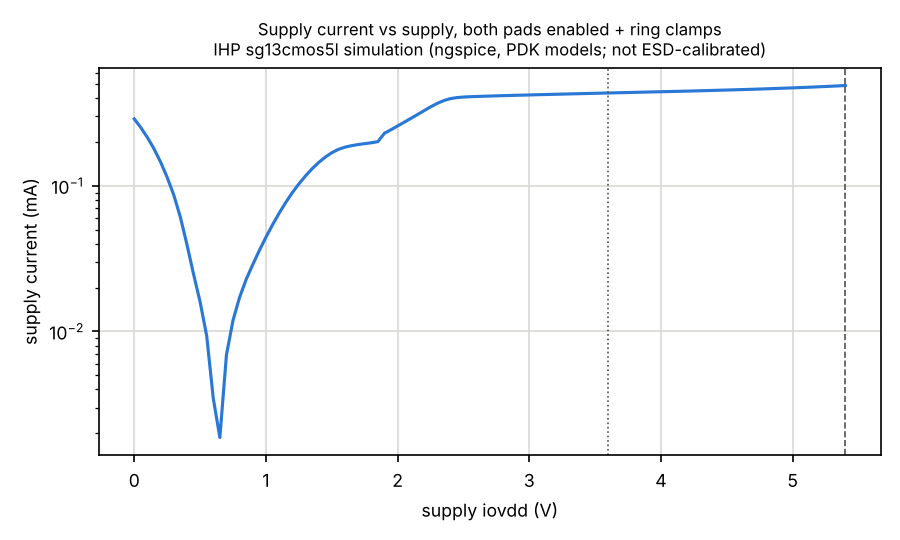 Supply current vs supply, both pads enabled + ring clamps
IHP sg13cmos5l simulation (ngspice, PDK models; not ESD-calibrated)
supply current (mA)
10⁻¹
10⁻²
0 1 2 3 4 5
supply iovdd (V)